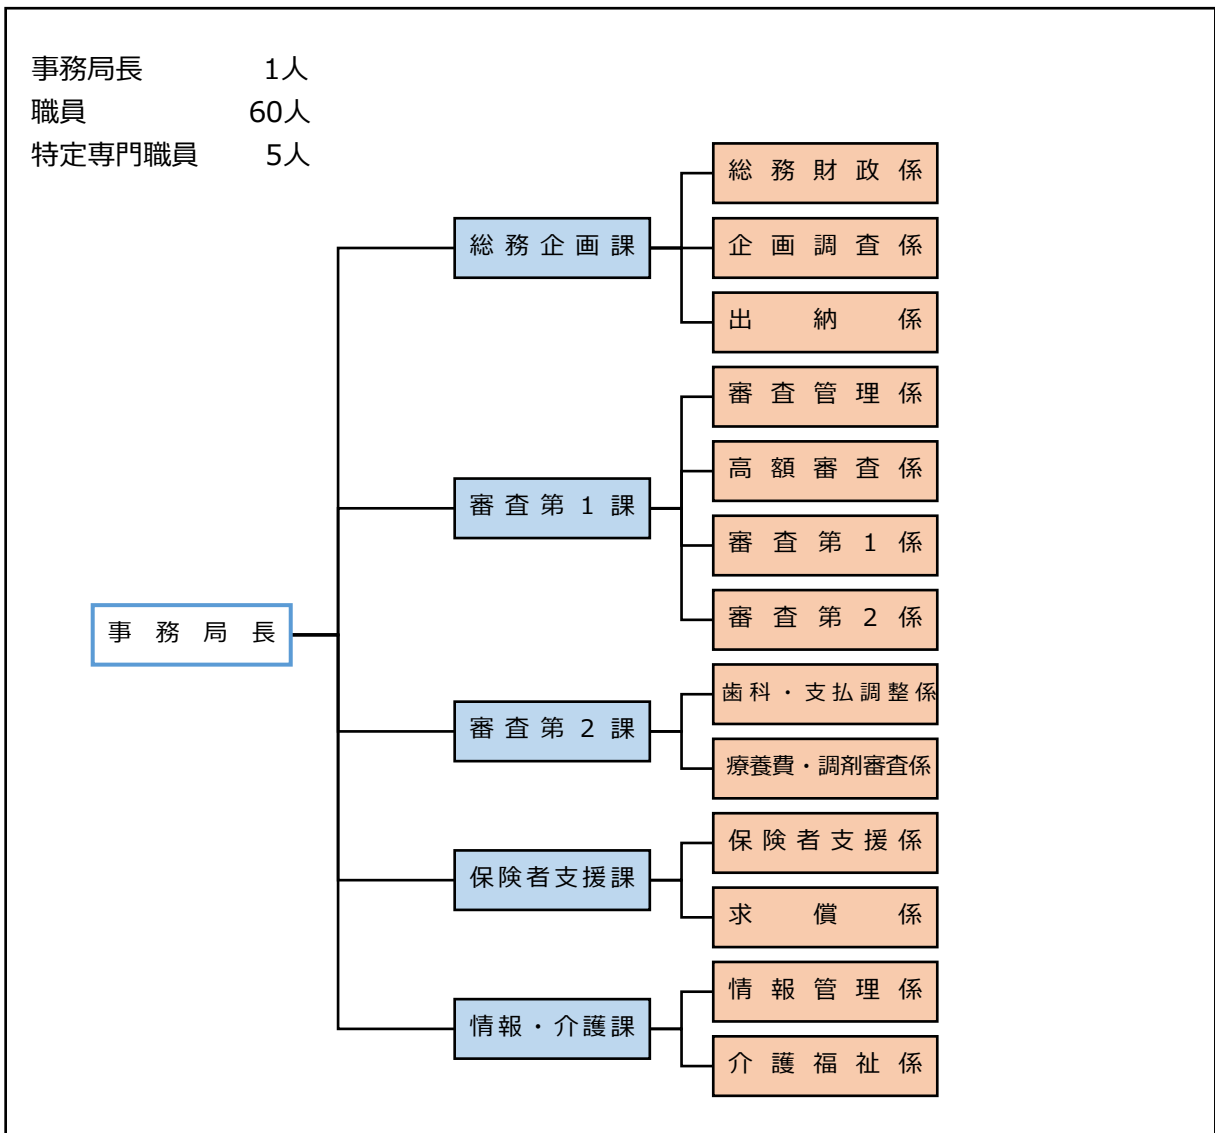 事務局長 1人
職員 60人
特定専門職員 5人
総務財政係
総務企画課
企画調査係
出納係
審査管理係
高額審査係
審査第1課
審査第1係
審査第2係
事務局長
歯科・支払調整係
審査第2課
療養費・調剤審査係
保険者支援係
保険者支援課
求償係
情報管理係
情報・介護課
介護福祉係